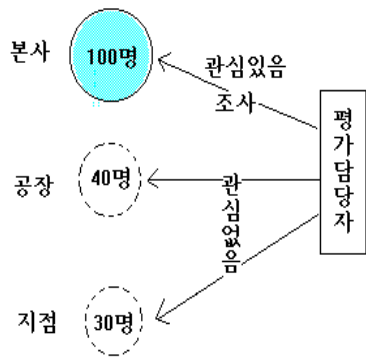 본사
100명
관심있음
조사
평가담당자
공장
40명
관심없음
지점
30명